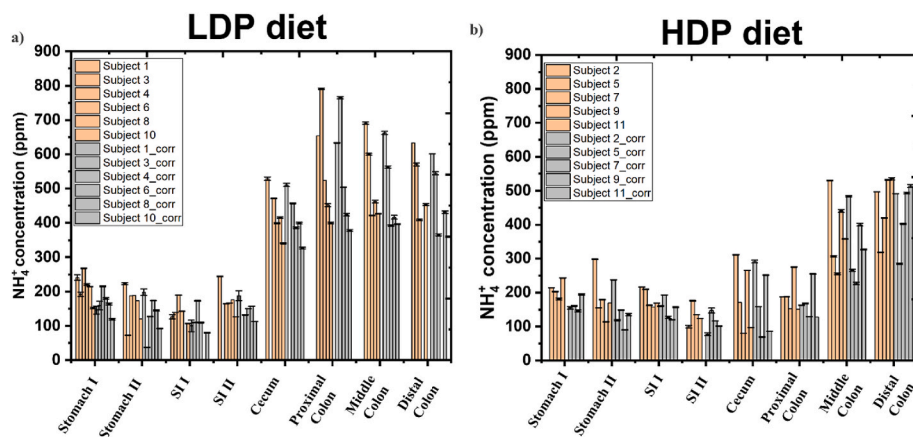 LDP diet
a)
900
800
700
600
500
400
300
200
100
0
NH₄⁺ concentration (ppm)
Subject 1
Subject 3
Subject 4
Subject 6
Subject 8
Subject 10
Subject 1_corr
Subject 3_corr
Subject 4_corr
Subject 6_corr
Subject 8_corr
Subject 10_corr
Stomach I
Stomach II
SI I
SI II
Cecum
Proximal
Colon
Middle
Colon
Distal
Colon
HDP diet
b)
900
800
700
600
500
400
300
200
100
0
NH₄⁺ concentration (ppm)
Subject 2
Subject 5
Subject 7
Subject 9
Subject 11
Subject 2_corr
Subject 5_corr
Subject 7_corr
Subject 9_corr
Subject 11_corr
Stomach I
Stomach II
SI I
SI II
Cecum
Proximal
Colon
Middle
Colon
Distal
Colon